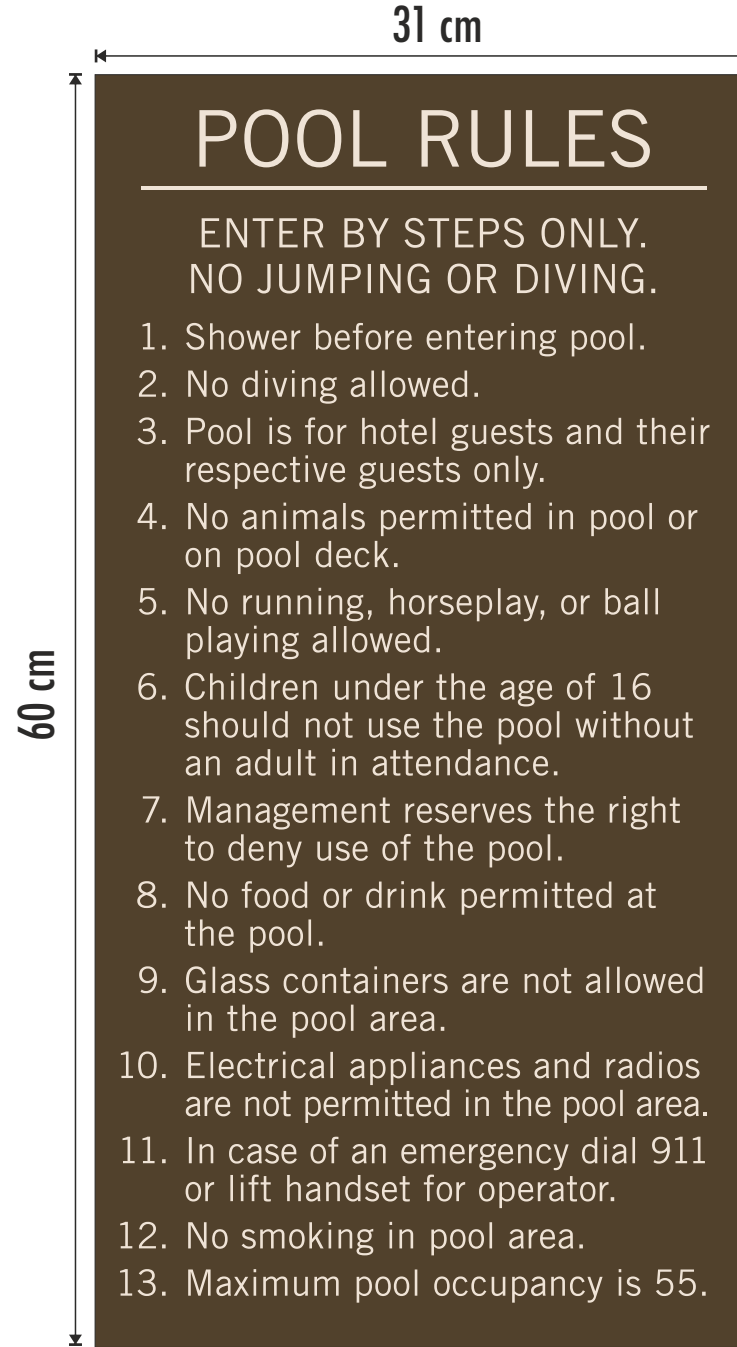 31 cm
60 cm
POOL RULES
ENTER BY STEPS ONLY.
NO JUMPING OR DIVING.
1. Shower before entering pool.
2. No diving allowed.
3. Pool is for hotel guests and their
respective guests only.
4. No animals permitted in pool or
on pool deck.
5. No running, horseplay, or ball
playing allowed.
6. Children under the age of 16
should not use the pool without
an adult in attendance.
7. Management reserves the right
to deny use of the pool.
8. No food or drink permitted at
the pool.
9. Glass containers are not allowed
in the pool area.
10. Electrical appliances and radios
are not permitted in the pool area.
11. In case of an emergency dial 911
or lift handset for operator.
12. No smoking in pool area.
13. Maximum pool occupancy is 55.